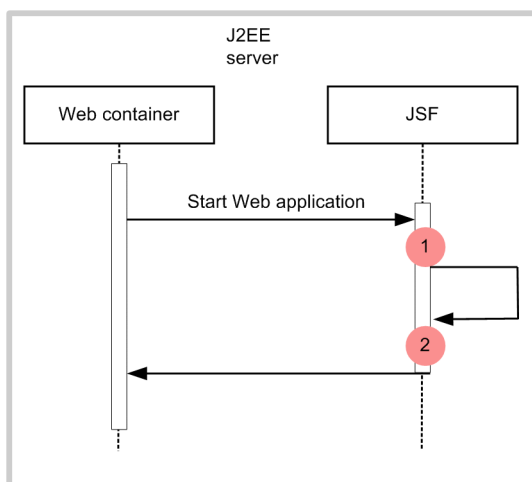 J2EE
server
Web container
JSF
Start Web application
1
2